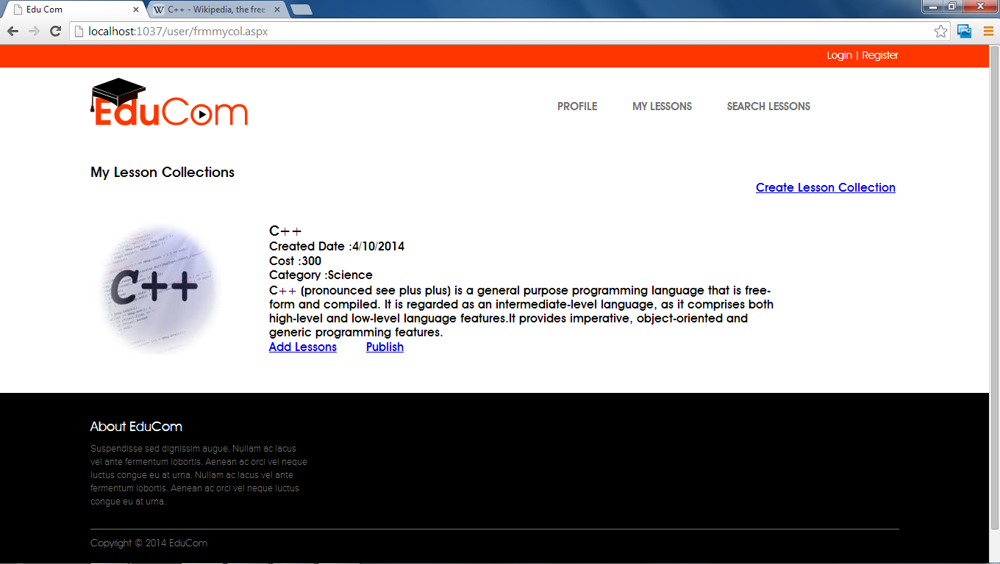 Edu Com
C++ - Wikipedia, the free
localhost:1037/user/frmmycol.aspx
Login | Register
EduCom
PROFILE MY LESSONS SEARCH LESSONS
My Lesson Collections
Create Lesson Collection
C++
C++
Created Date :4/10/2014
Cost :300
Category :Science
C++ (pronounced see plus plus) is a general purpose programming language that is free-
form and compiled. It is regarded as an intermediate-level language, as it comprises both
high-level and low-level language features.It provides imperative, object-oriented and
generic programming features.
Add Lessons Publish
About EduCom
Suspendisse sed dignissim augue. Nullam ac lacus
vel ante fermentum lobortis. Aenean ac orci vel neque
luctus congue eu at urna. Nullam ac lacus vel ante
fermentum lobortis. Aenean ac orci vel neque luctus
congue eu at urna.
Copyright © 2014 EduCom